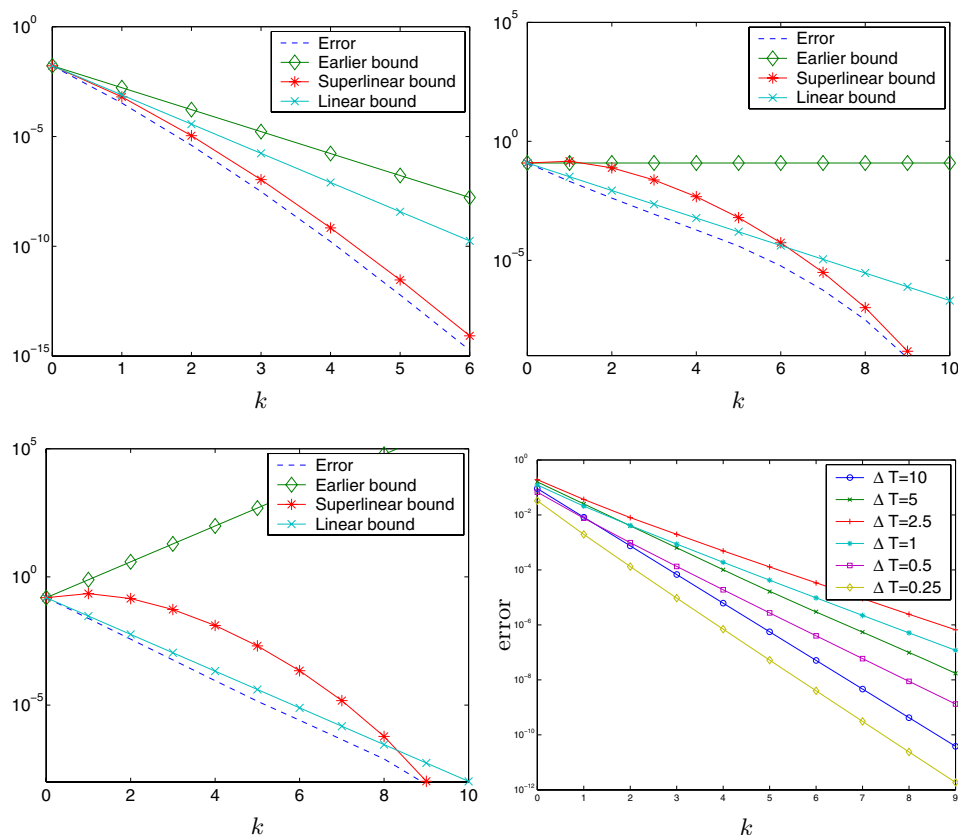 10^0
10^-5
10^-10
10^-15
Error
Earlier bound
Superlinear bound
Linear bound
0 1 2 3 4 5 6
k
10^5
10^0
10^-5
Error
Earlier bound
Superlinear bound
Linear bound
0 2 4 6 8 10
k
10^5
10^0
10^-5
Error
Earlier bound
Superlinear bound
Linear bound
0 2 4 6 8 10
k
10^0
10^-2
10^-4
10^-6
10^-8
10^-10
10^-12
error
Δ T=10
Δ T=5
Δ T=2.5
Δ T=1
Δ T=0.5
Δ T=0.25
0 1 2 3 4 5 6 7 8 9
k